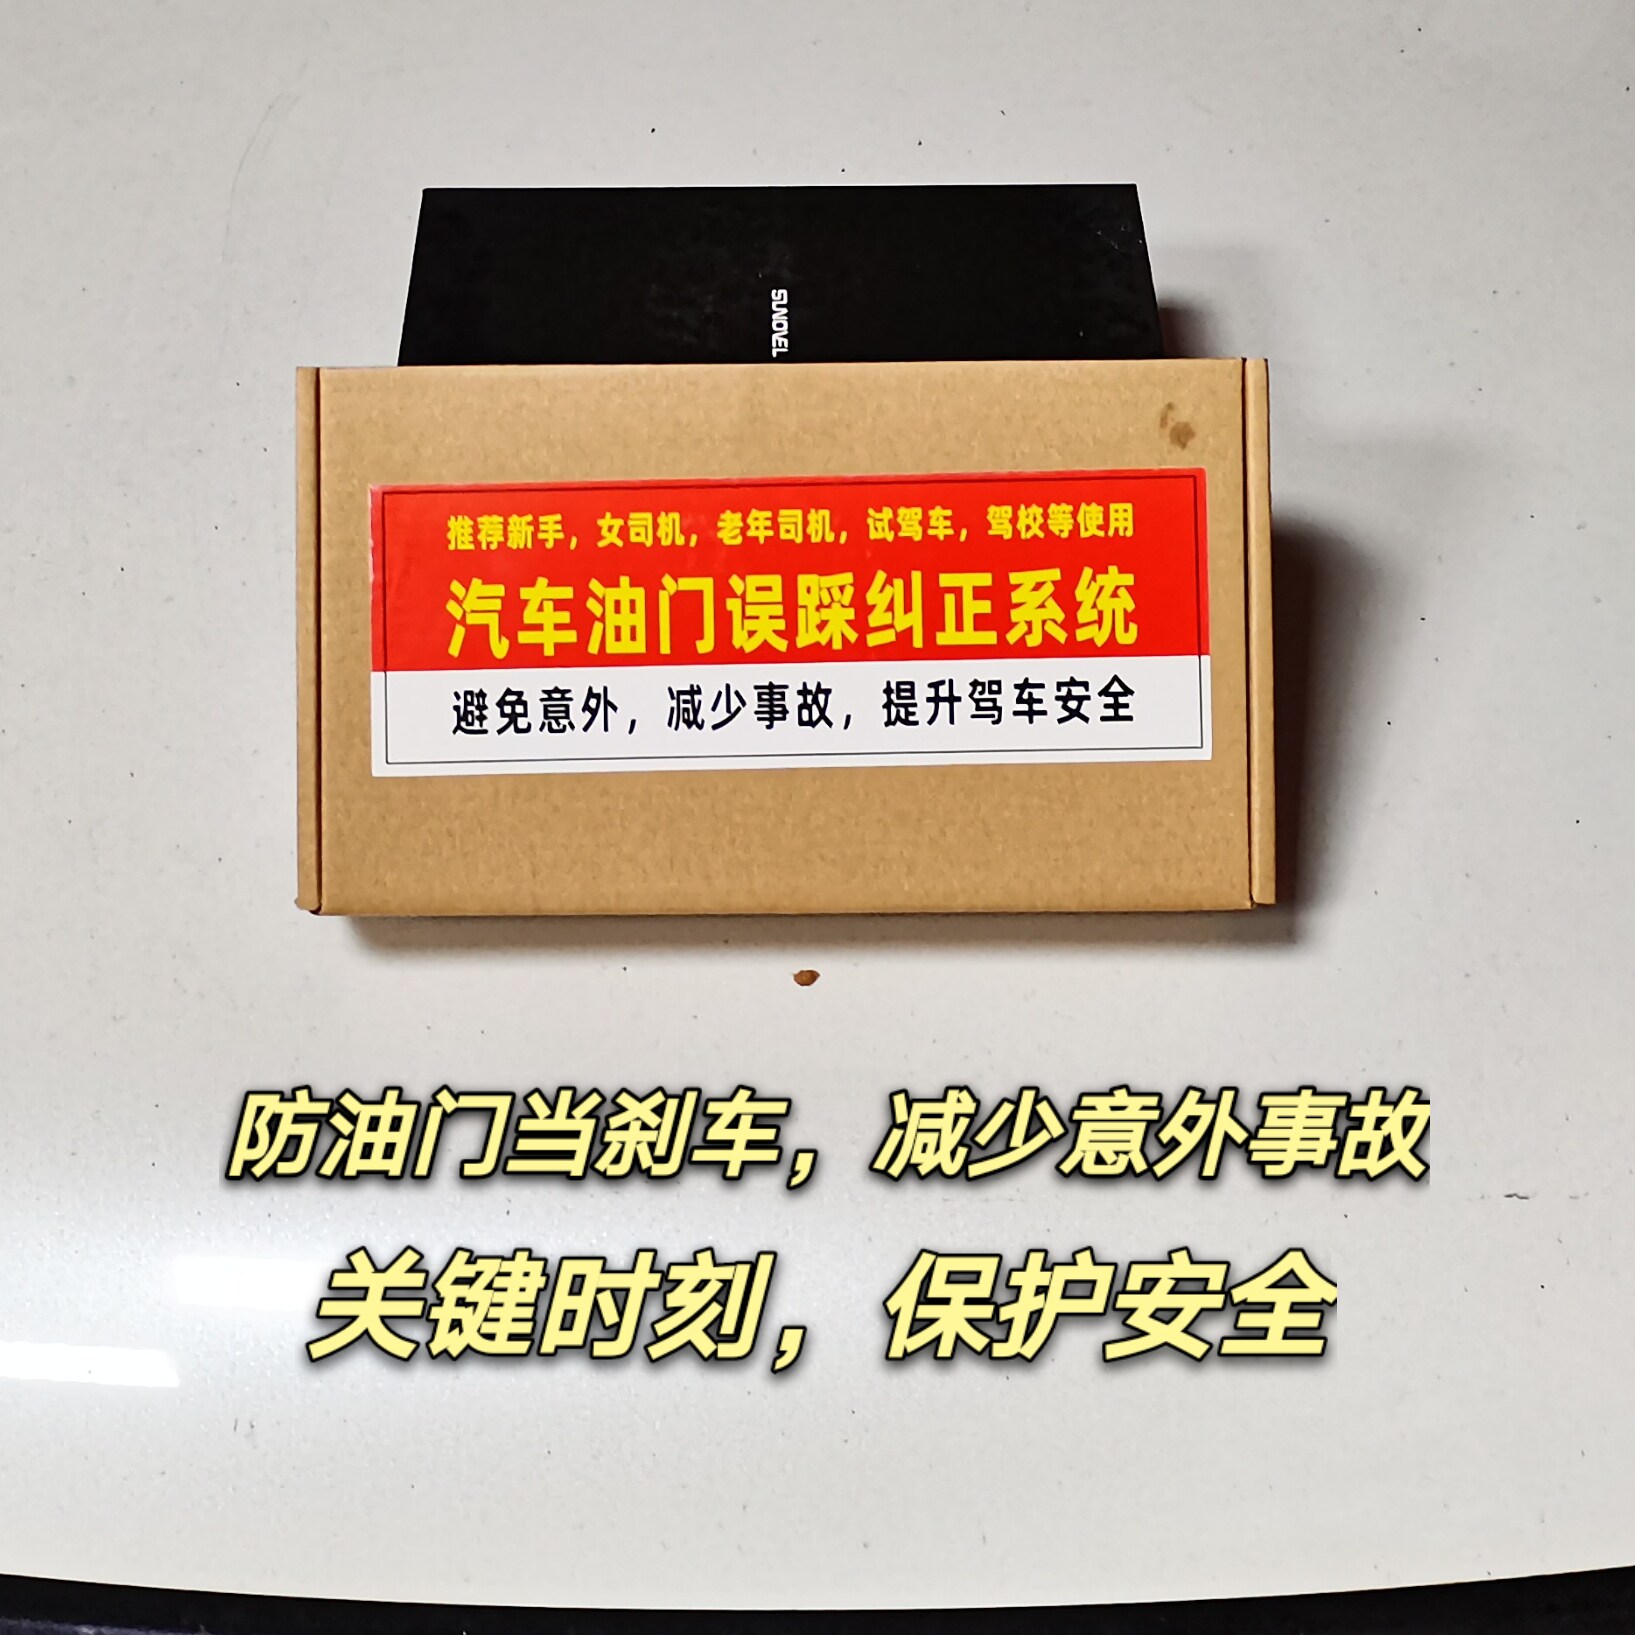 SUNOVEL
推荐新手，女司机，老年司机，试驾车，驾校等使用
汽车油门误踩纠正系统
避免意外，减少事故，提升驾车安全
防油门当刹车，减少意外事故
关键时刻，保护安全